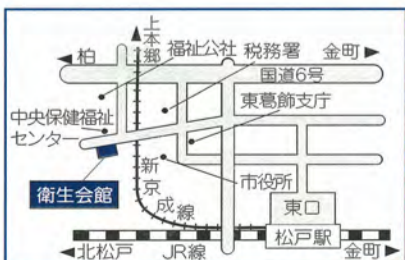 上本郷
柏
福祉公社
税務署
金町
国道6号
東葛飾支庁
中央保健福祉
センター
衛生会館
新京成線
市役所
東口
松戸駅
北松戸
JR線
金町